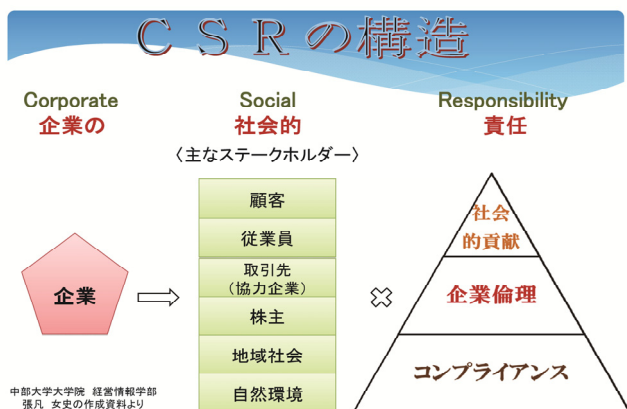 CSRの構造
Corporate
企業の
Social
社会的
〈主なステークホルダー〉
Responsibility
責任
企業
顧客
従業員
取引先
(協力企業)
株主
地域社会
自然環境
社会
的貢献
企業倫理
コンプライアンス
中部大学大学院 経営情報学部
張凡 女史の作成資料より